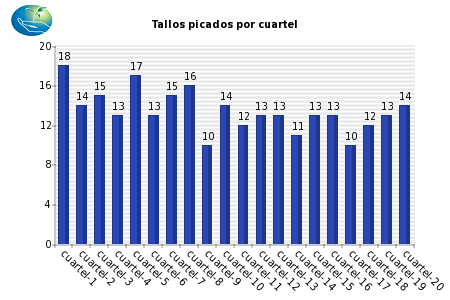 Tallos picados por cuartel
20
16
12
8
4
0
18
14
15
13
17
13
15
16
10
14
12
13
13
11
13
13
10
12
13
14
cuartel-1
cuartel-2
cuartel-3
cuartel-4
cuartel-5
cuartel-6
cuartel-7
cuartel-8
cuartel-9
cuartel-10
cuartel-11
cuartel-12
cuartel-13
cuartel-14
cuartel-15
cuartel-16
cuartel-17
cuartel-18
cuartel-19
cuartel-20